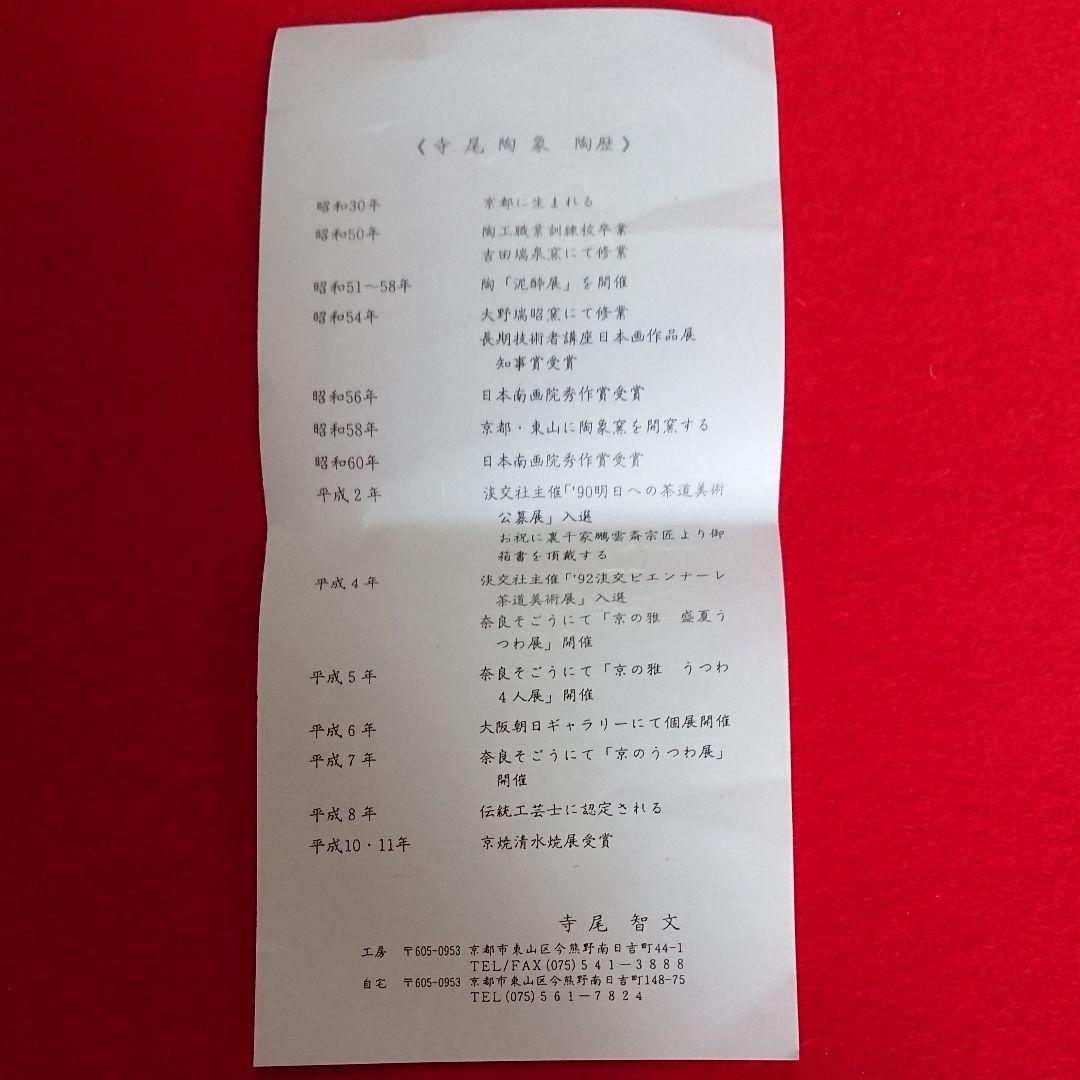 《寺尾陶象 陶歴》
昭和30年 京都に生まれる
昭和50年 陶工職業訓練校卒業
吉田瑞泉窯にて修業
昭和51～58年 陶「泥酔展」を開催
昭和54年 大野瑞昭窯にて修業
長期技術者講座日本画作品展
知事賞受賞
昭和56年 日本南画院秀作賞受賞
昭和58年 京都・東山に陶象窯を開窯する
昭和60年 日本南画院秀作賞受賞
平成2年 淡交社主催「'90明日への茶道美術
公募展」入選
お祝に裏千家鵬雲斎宗匠より御
箱書を頂戴する
平成4年 淡交社主催「'92淡交ビエンナーレ
茶道美術展」入選
奈良そごうにて「京の雅 盛夏う
つわ展」開催
平成5年 奈良そごうにて「京の雅 うつわ
4人展」開催
平成6年 大阪朝日ギャラリーにて個展開催
平成7年 奈良そごうにて「京のうつわ展」
開催
平成8年 伝統工芸士に認定される
平成10・11年 京焼清水焼展受賞
寺尾 智文
工房 〒605-0953 京都市東山区今熊野南日吉町44-1
TEL/FAX(075)541-3888
自宅 〒605-0953 京都市東山区今熊野南日吉町148-75
TEL(075)561-7824